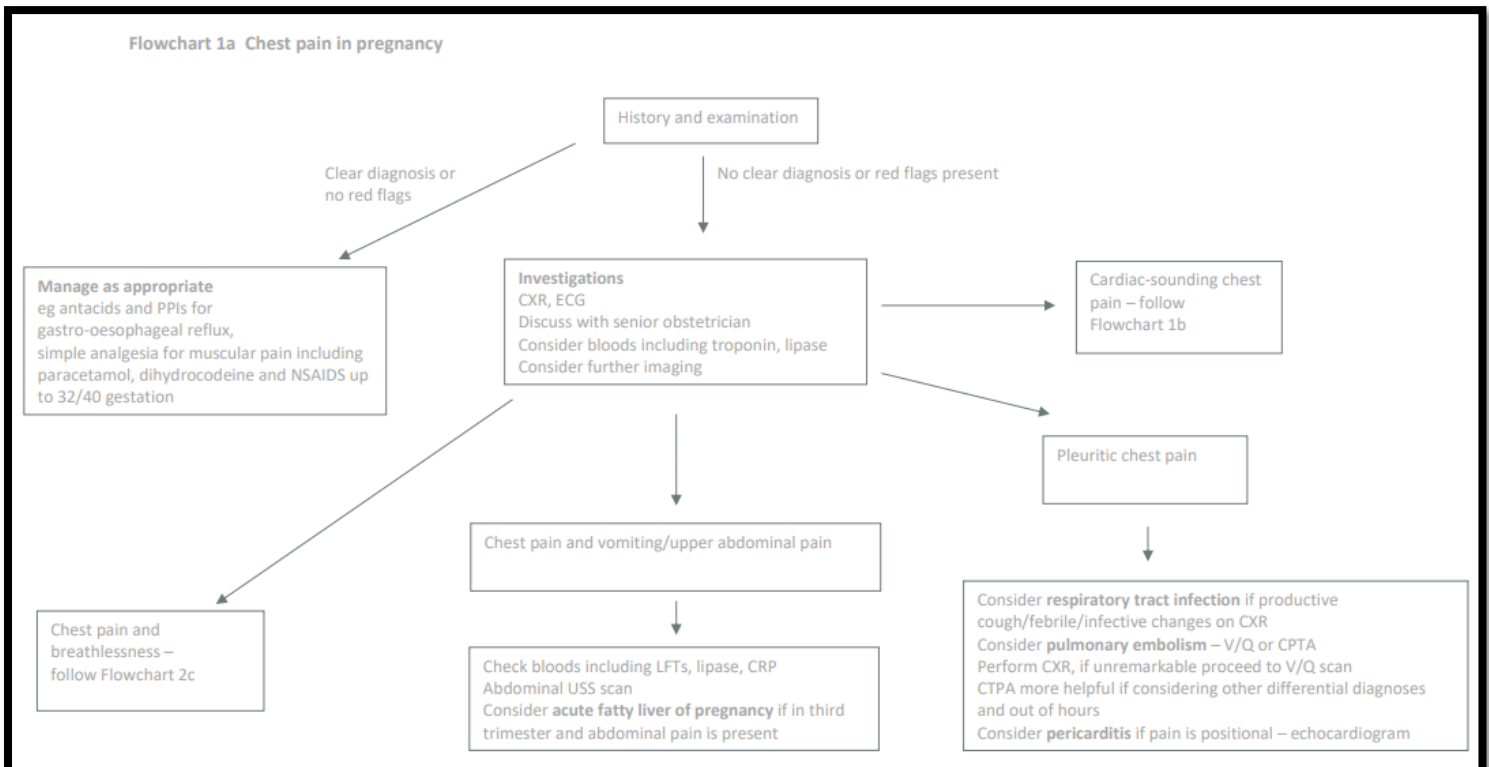 Flowchart 1a  Chest pain in pregnancy
History and examination
Clear diagnosis or
no red flags
No clear diagnosis or red flags present
Manage as appropriate
eg antacids and PPIs for
gastro-oesophageal reflux,
simple analgesia for muscular pain including
paracetamol, dihydrocodeine and NSAIDS up
to 32/40 gestation
Investigations
CXR, ECG
Discuss with senior obstetrician
Consider bloods including troponin, lipase
Consider further imaging
Cardiac-sounding chest
pain – follow
Flowchart 1b
Pleuritic chest pain
Chest pain and vomiting/upper abdominal pain
Chest pain and
breathlessness –
follow Flowchart 2c
Check bloods including LFTs, lipase, CRP
Abdominal USS scan
Consider acute fatty liver of pregnancy if in third
trimester and abdominal pain is present
Consider respiratory tract infection if productive
cough/febrile/infective changes on CXR
Consider pulmonary embolism – V/Q or CPTA
Perform CXR, if unremarkable proceed to V/Q scan
CTPA more helpful if considering other differential diagnoses
and out of hours
Consider pericarditis if pain is positional – echocardiogram